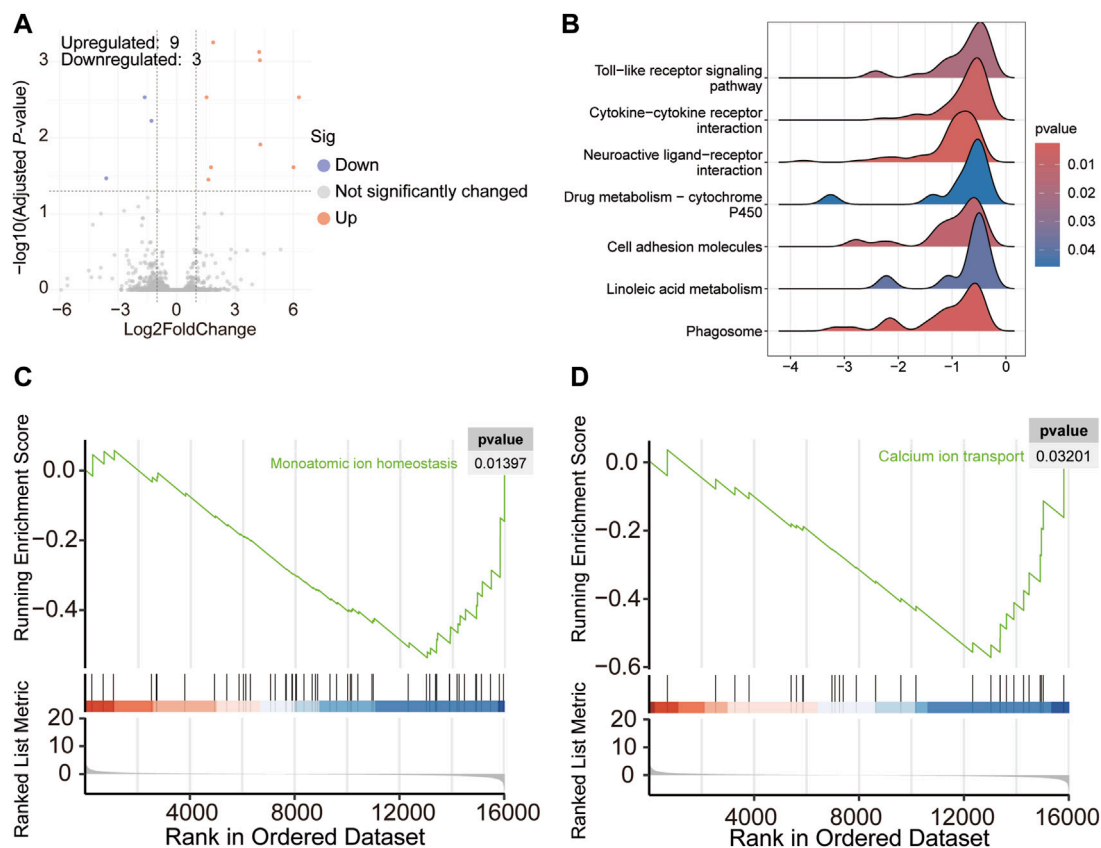 A
Upregulated: 9
Downregulated: 3
3
2
1
0
−log10(Adjusted P-value)
−6
−3
0
3
6
Log2FoldChange
Sig
Down
Not significantly changed
Up
B
Toll−like receptor signaling
pathway
Cytokine−cytokine receptor
interaction
Neuroactive ligand−receptor
interaction
Drug metabolism − cytochrome
P450
Cell adhesion molecules
Linoleic acid metabolism
Phagosome
−4
−3
−2
−1
0
pvalue
0.01
0.02
0.03
0.04
C
Running Enrichment Score
0.0
−0.2
−0.4
Monoatomic ion homeostasis
pvalue
0.01397
Ranked List Metric
20
10
0
4000
8000
12000
16000
Rank in Ordered Dataset
D
Running Enrichment Score
0.0
−0.2
−0.4
−0.6
Calcium ion transport
pvalue
0.03201
Ranked List Metric
20
10
0
4000
8000
12000
16000
Rank in Ordered Dataset